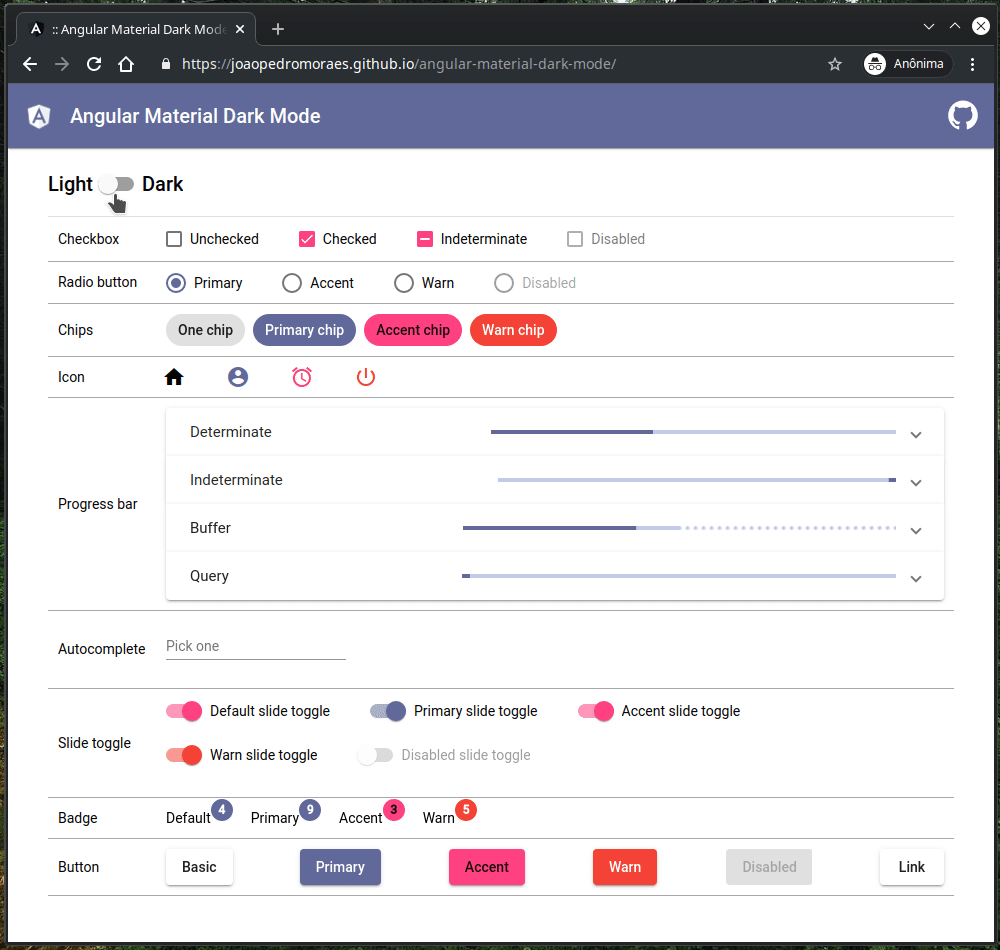 :: Angular Material Dark Mode
https://joaopedromoraes.github.io/angular-material-dark-mode/
Anônima
Angular Material Dark Mode
Light Dark
Checkbox Unchecked Checked Indeterminate Disabled
Radio button Primary Accent Warn Disabled
Chips One chip Primary chip Accent chip Warn chip
Icon
Progress bar
Determinate
Indeterminate
Buffer
Query
Autocomplete Pick one
Slide toggle
Default slide toggle Primary slide toggle Accent slide toggle
Warn slide toggle Disabled slide toggle
Badge Default 4 Primary 9 Accent 3 Warn 5
Button Basic Primary Accent Warn Disabled Link